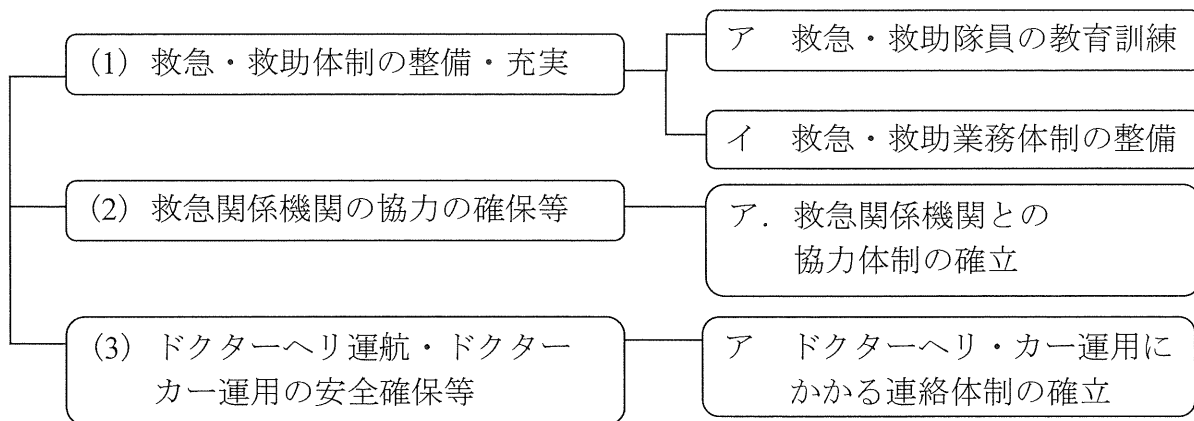 (1) 救急・救助体制の整備・充実
ア 救急・救助隊員の教育訓練
イ 救急・救助業務体制の整備
(2) 救急関係機関の協力の確保等
ア. 救急関係機関との
協力体制の確立
(3) ドクターヘリ運航・ドクター
カー運用の安全確保等
ア ドクターヘリ・カー運用に
かかる連絡体制の確立